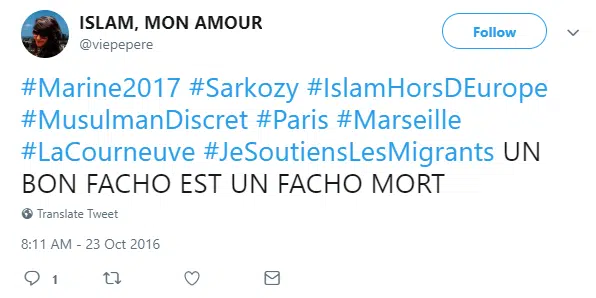 ISLAM, MON AMOUR
@viepepere
Follow
#Marine2017 #Sarkozy #IslamHorsDEurope
#MusulmanDiscret #Paris #Marseille
#LaCourneuve #JeSoutiensLesMigrants UN
BON FACHO EST UN FACHO MORT
Translate Tweet
8:11 AM - 23 Oct 2016
1